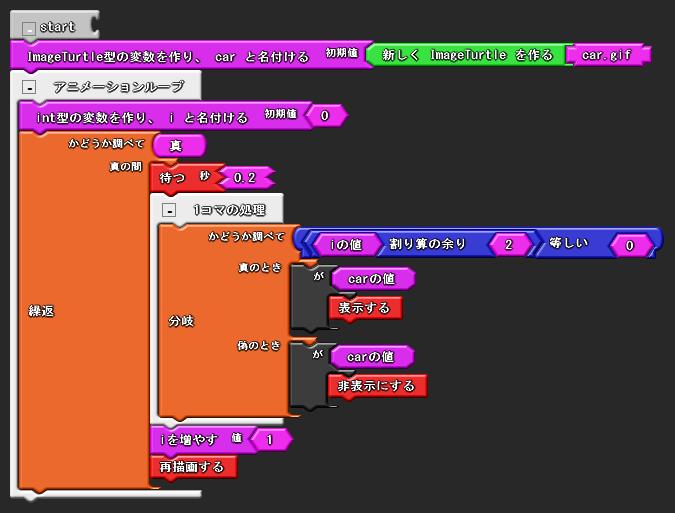 start
ImageTurtle型の変数を作り、 car と名付ける 初期値 新しく ImageTurtle を作る car.gif
アニメーションループ
int型の変数を作り、 i と名付ける 初期値 0
かどうか調べて 真
真の間
待つ 秒 0.2
1コマの処理
かどうか調べて iの値 割り算の余り 2 等しい 0
真のとき
が carの値
表示する
繰返
分岐
偽のとき
が carの値
非表示にする
iを増やす 値 1
再描画する